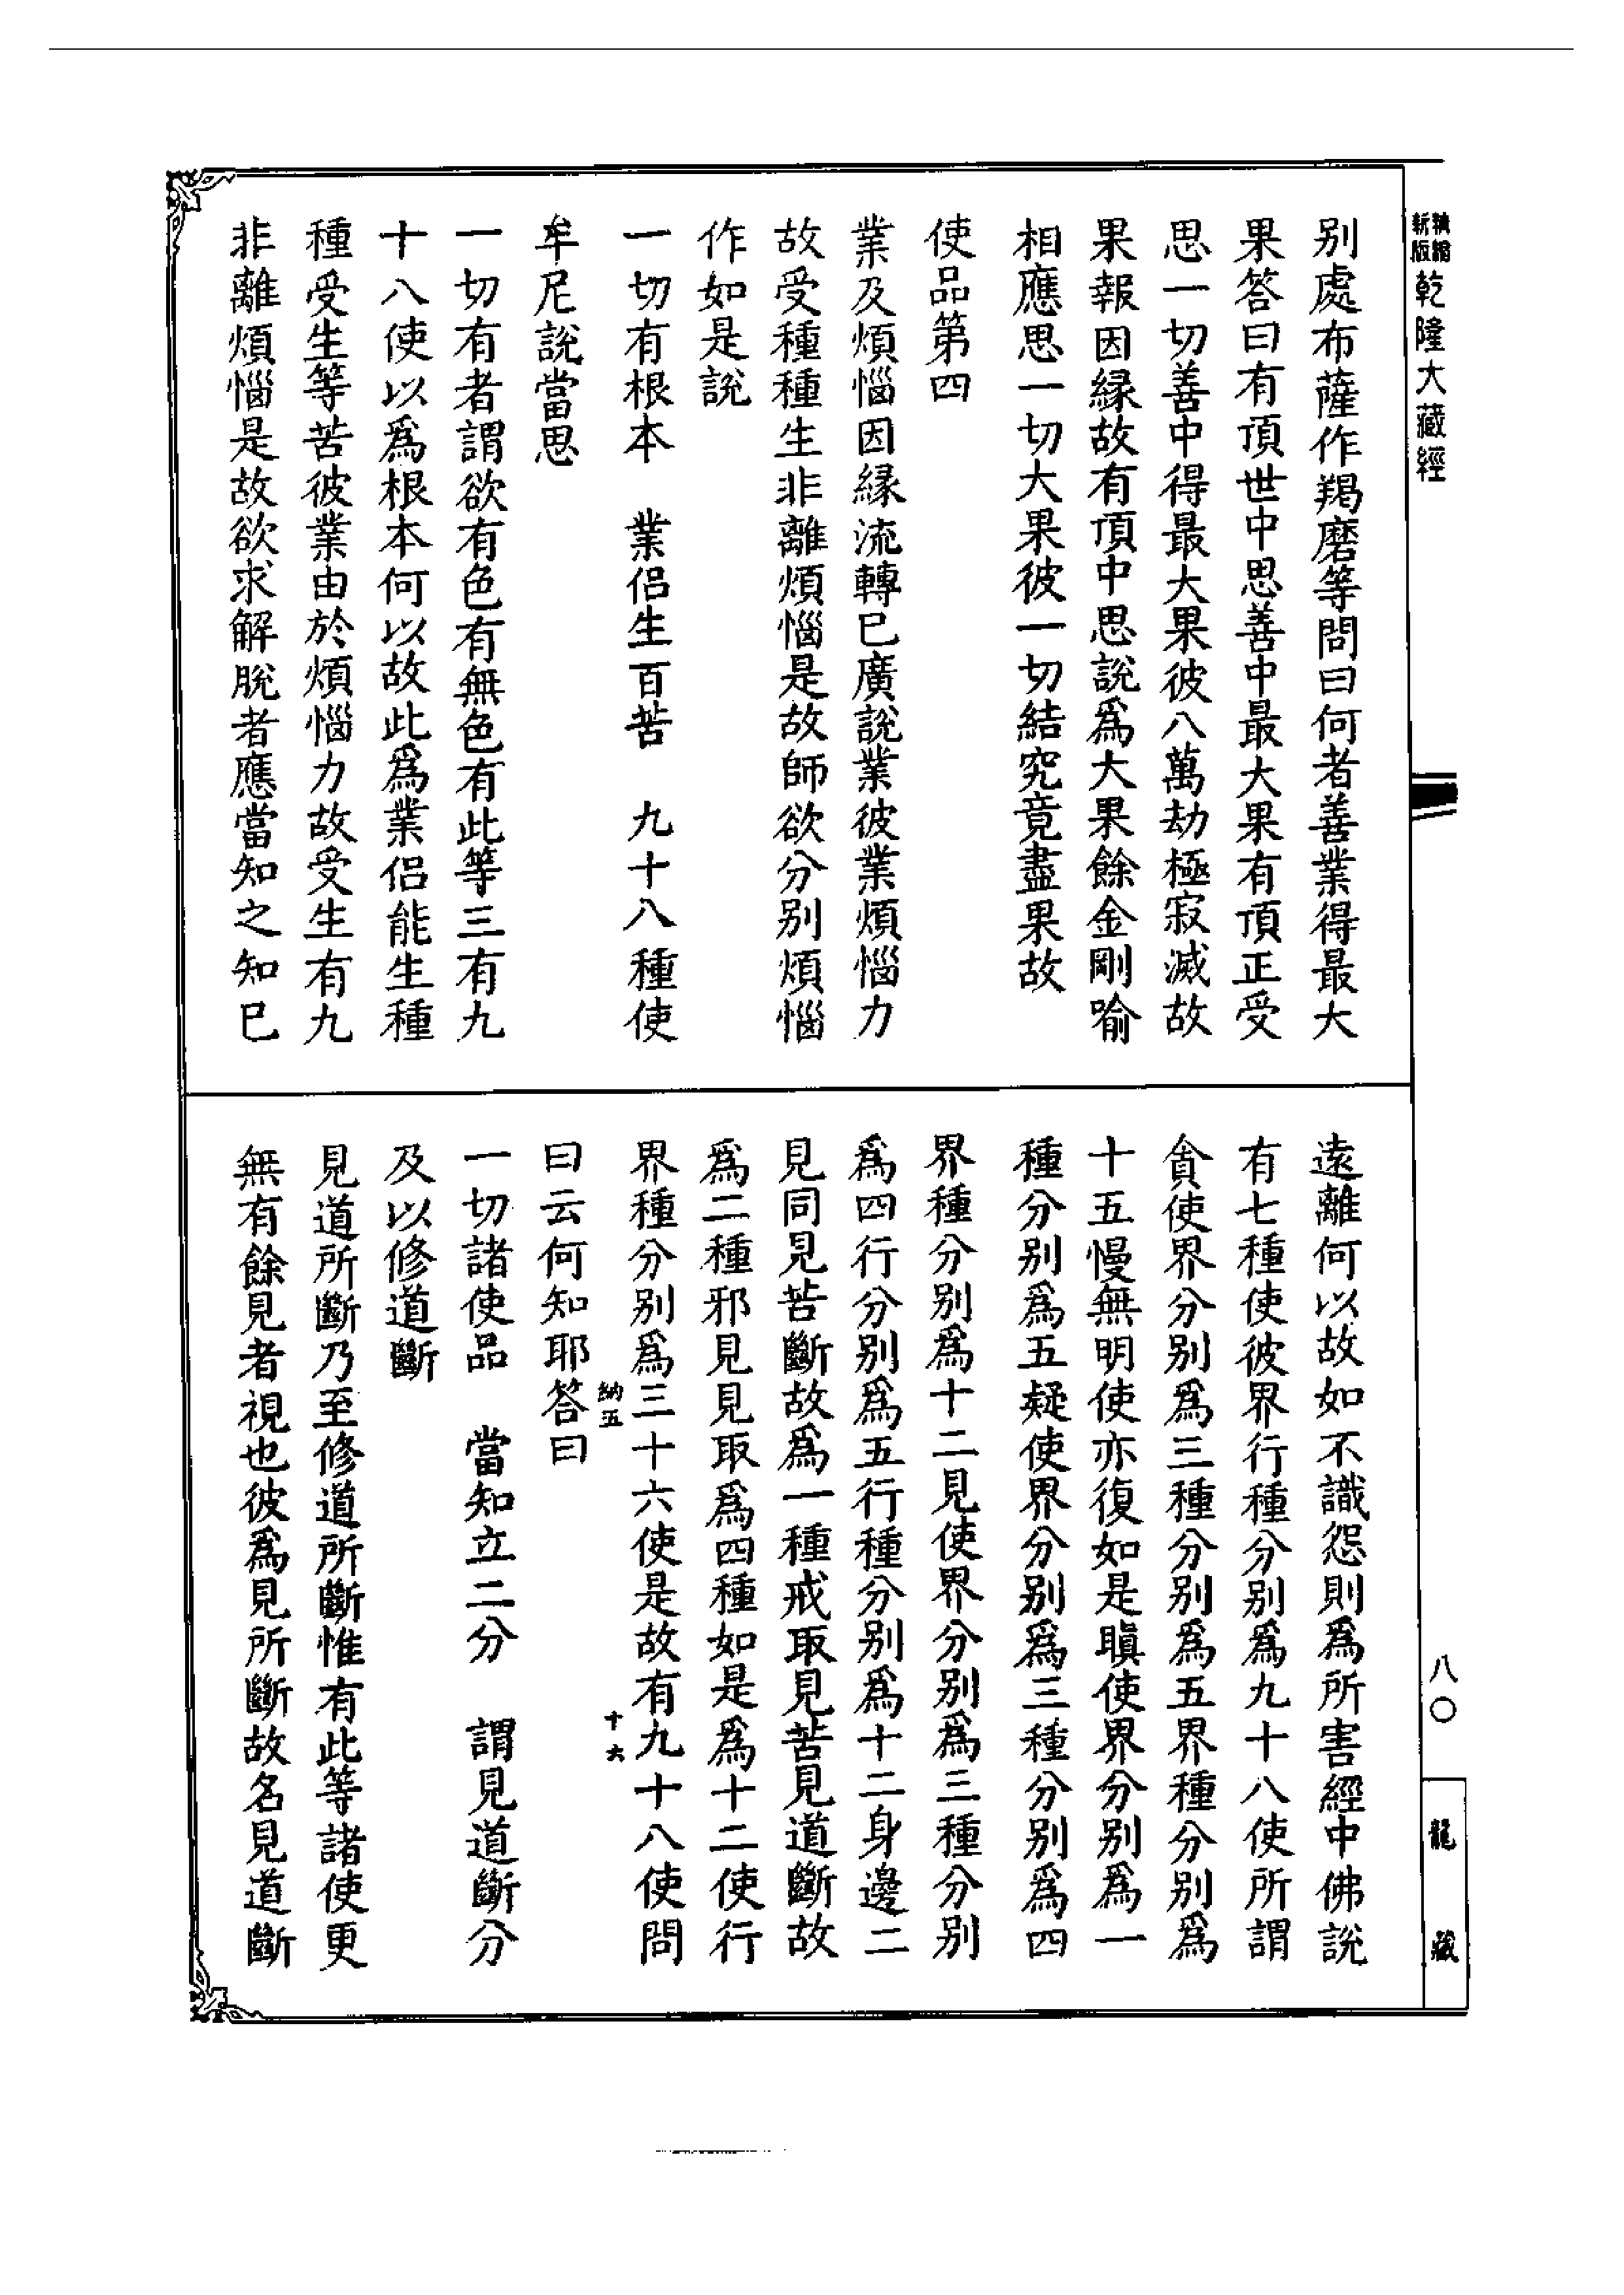 精縮新版乾隆大藏經
別處布薩作羯磨等問曰何者善業得最大
果答曰有頂世中思善中最大果有頂正受
思一切善中得最大果彼八萬劫極寂滅故
果報因緣故有頂中思說爲大果餘金剛喻
相應思一切大果彼一切結究竟盡果故
使品第四
業及煩惱因緣流轉已廣說業彼業煩惱力
故受種種生非離煩惱是故師欲分別煩惱
作如是說
一切有根本　業侶生百苦　九十八種使
牟尼說當思
一切有者謂欲有色有無色有此等三有九
十八使以爲根本何以故此爲業侶能生種
種受生等苦彼業由於煩惱力故受生有九
非離煩惱是故欲求解脫者應當知之知已
遠離何以故如不識怨則爲所害經中佛說
有七種使彼界行種分別爲九十八使所謂
貪使界分別爲三種分別爲五界種分別爲
十五慢無明使亦復如是瞋使界分別爲一
種分別爲五疑使界分別爲三種分別爲四
界種分別爲十二見使界分別爲三種分別
爲四行分別爲五行種分別爲十二身邊二
見同見苦斷故爲一種戒取見苦見道斷故
爲二種邪見見取爲四種如是爲十二使行
界種分別爲三十六使是故有九十八使問
納五　十六
曰云何知耶答曰
一切諸使品　當知立二分　謂見道斷分
及以修道斷
見道所斷乃至修道所斷惟有此等諸使更
無有餘見者視也彼爲見所斷故名見道斷
八〇
龍藏